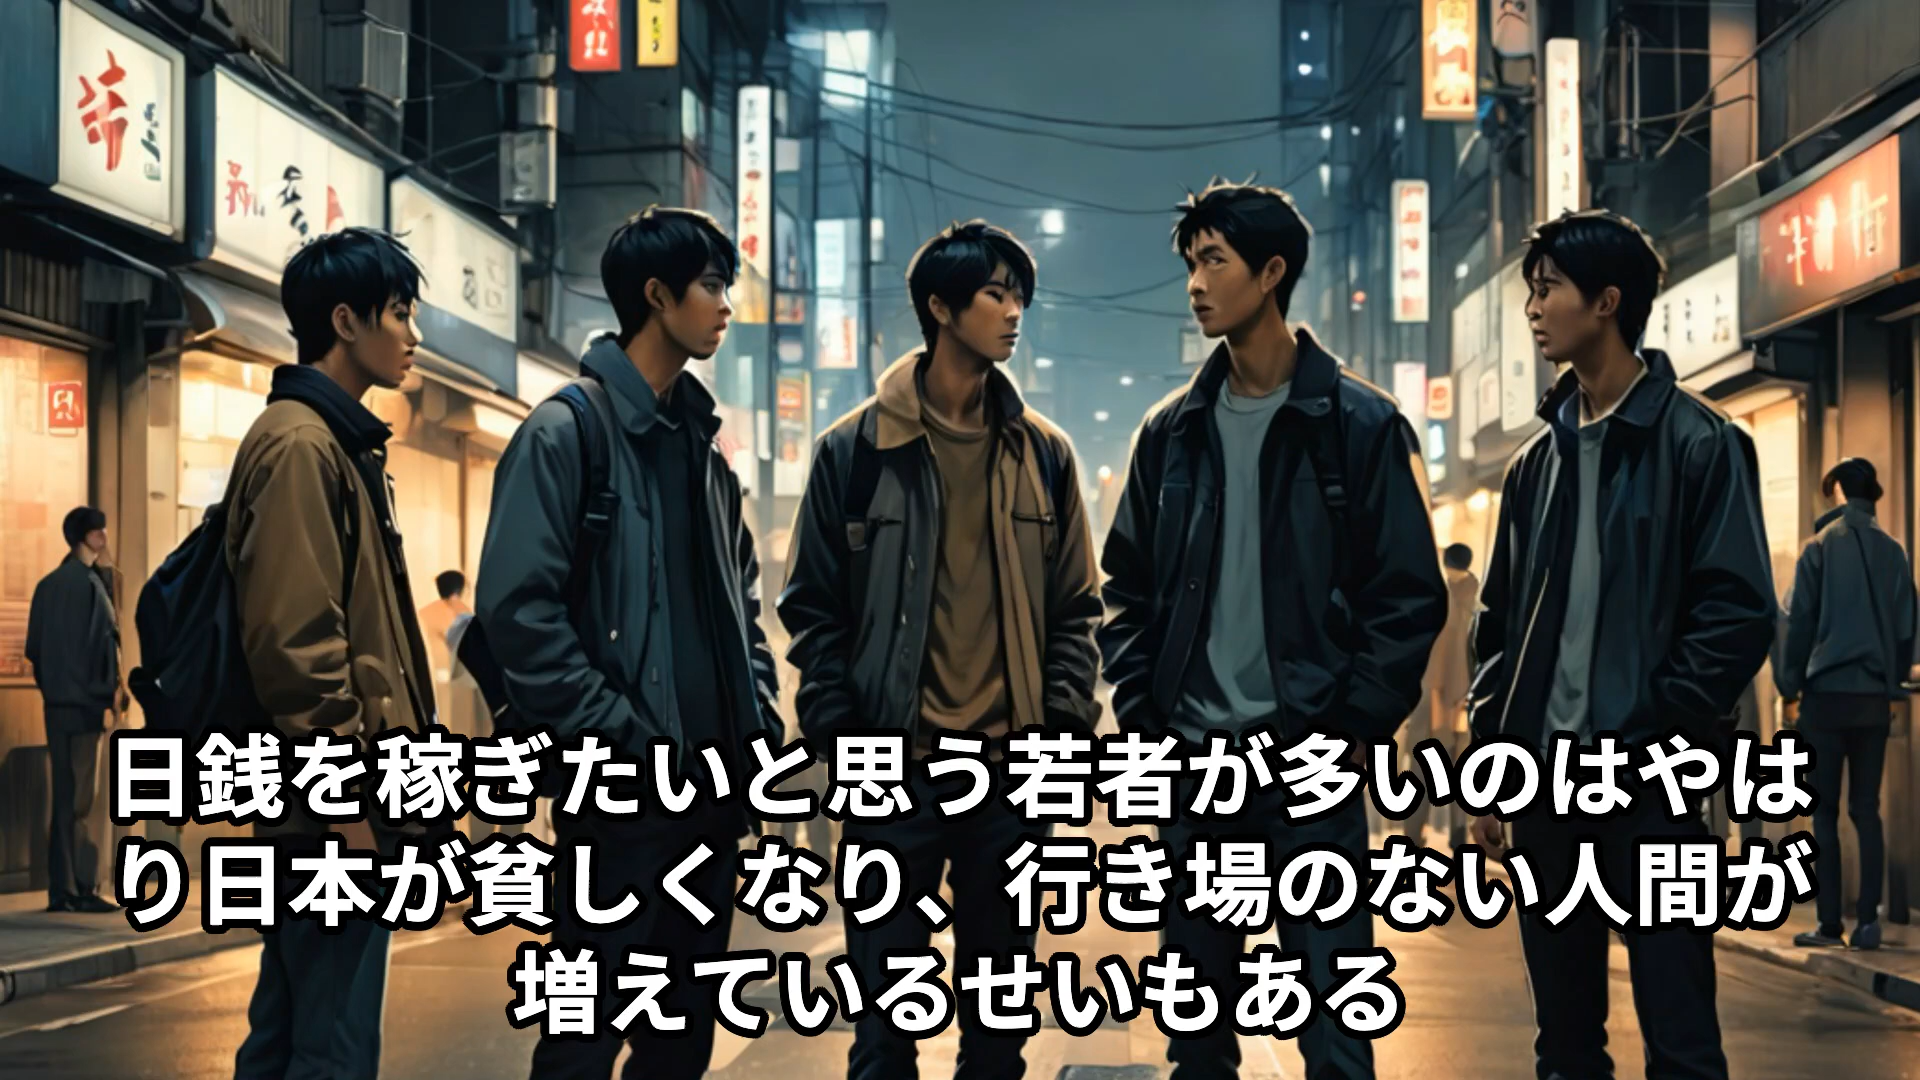 日銭を稼ぎたいと思う若者が多いのはやは
り日本が貧しくなり、行き場のない人間が
増えているせいもある